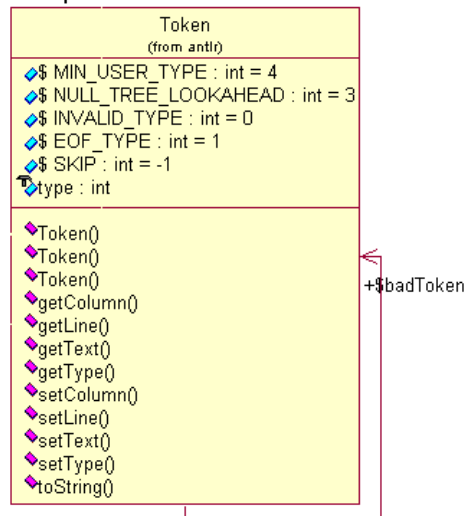 Token
(from antlr)
$ MIN_USER_TYPE : int = 4
$ NULL_TREE_LOOKAHEAD : int = 3
$ INVALID_TYPE : int = 0
$ EOF_TYPE : int = 1
$ SKIP : int = -1
type : int
Token()
Token()
Token()
getColumn()
getLine()
getText()
getType()
setColumn()
setLine()
setText()
setType()
toString()
+$badToken